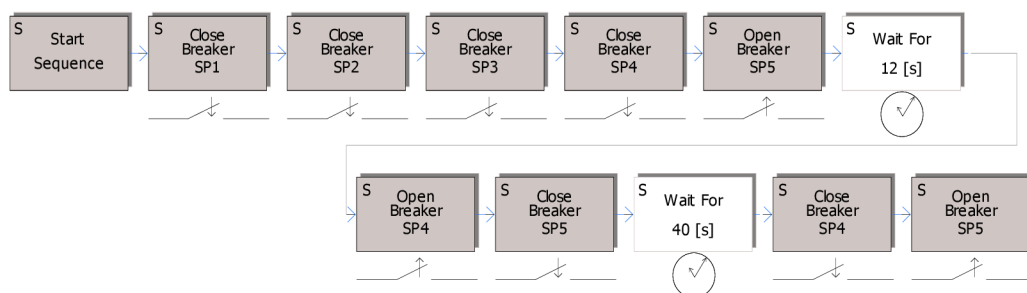 S
Start
Sequence
S
Close
Breaker
SP1
S
Close
Breaker
SP2
S
Close
Breaker
SP3
S
Close
Breaker
SP4
S
Open
Breaker
SP5
S
Wait For
12 [s]
S
Open
Breaker
SP4
S
Close
Breaker
SP5
S
Wait For
40 [s]
S
Close
Breaker
SP4
S
Open
Breaker
SP5